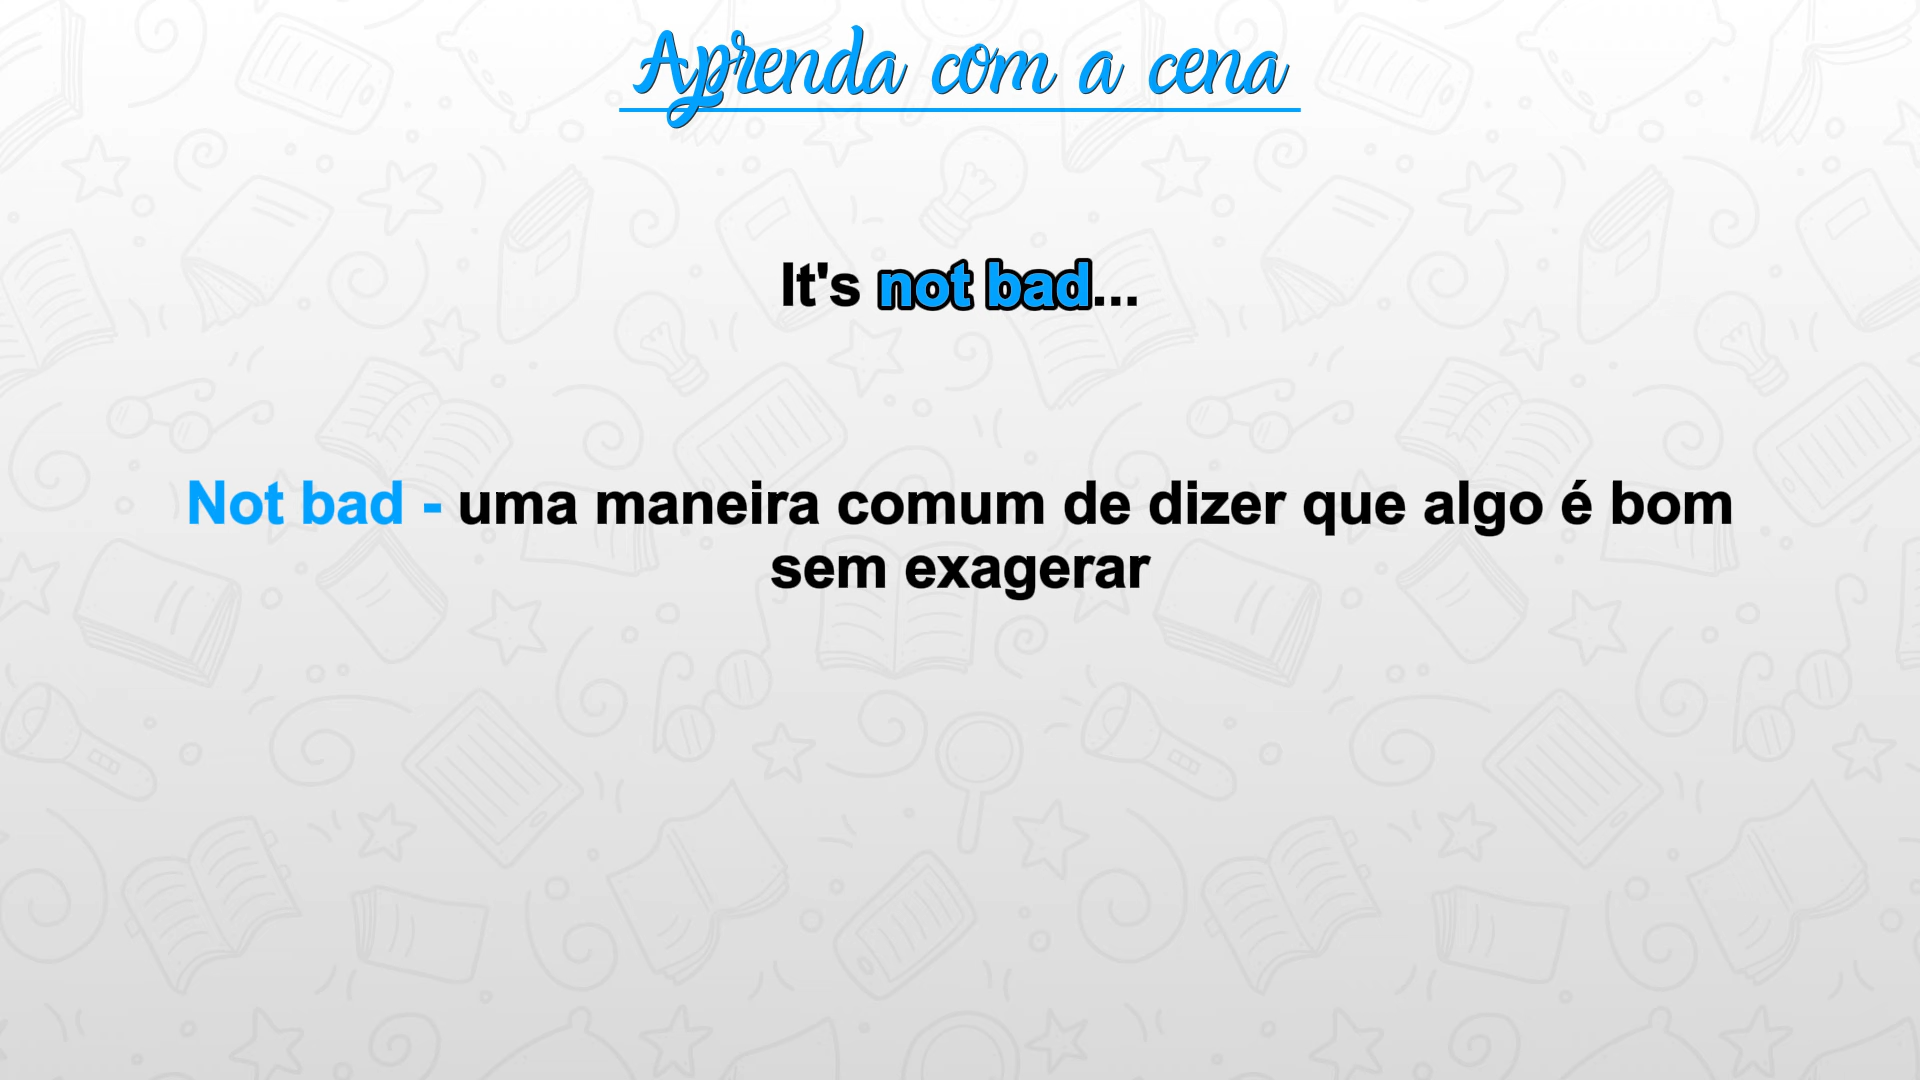 Aprenda com a cena
It's not bad...
Not bad - uma maneira comum de dizer que algo é bom
sem exagerar